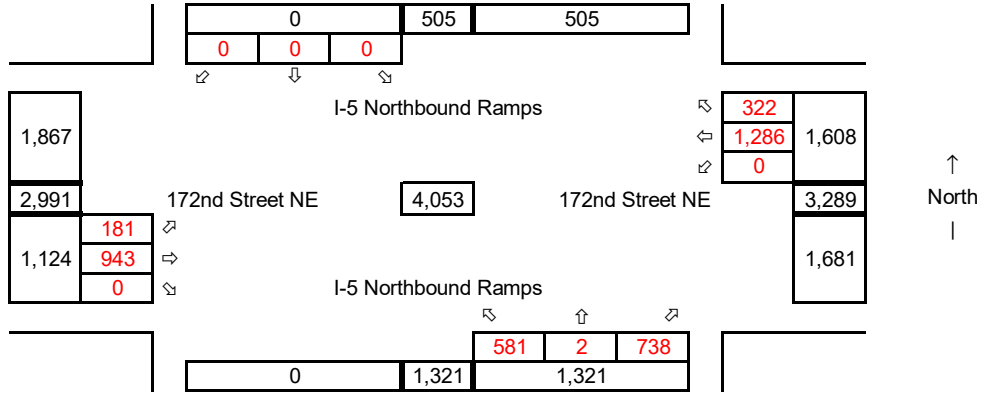 0 505 505
0 0 0
⬃ ⇩ ⬂
I-5 Northbound Ramps ⬁ 322
1,867 ⇦ 1,286 1,608
⬃ 0 ↑
2,991 172nd Street NE 4,053 172nd Street NE 3,289 North
181 ⬀ |
1,124 943 ⇨ 1,681
0 ⬂ I-5 Northbound Ramps
⬁ ⇧ ⬀
581 2 738
0 1,321 1,321